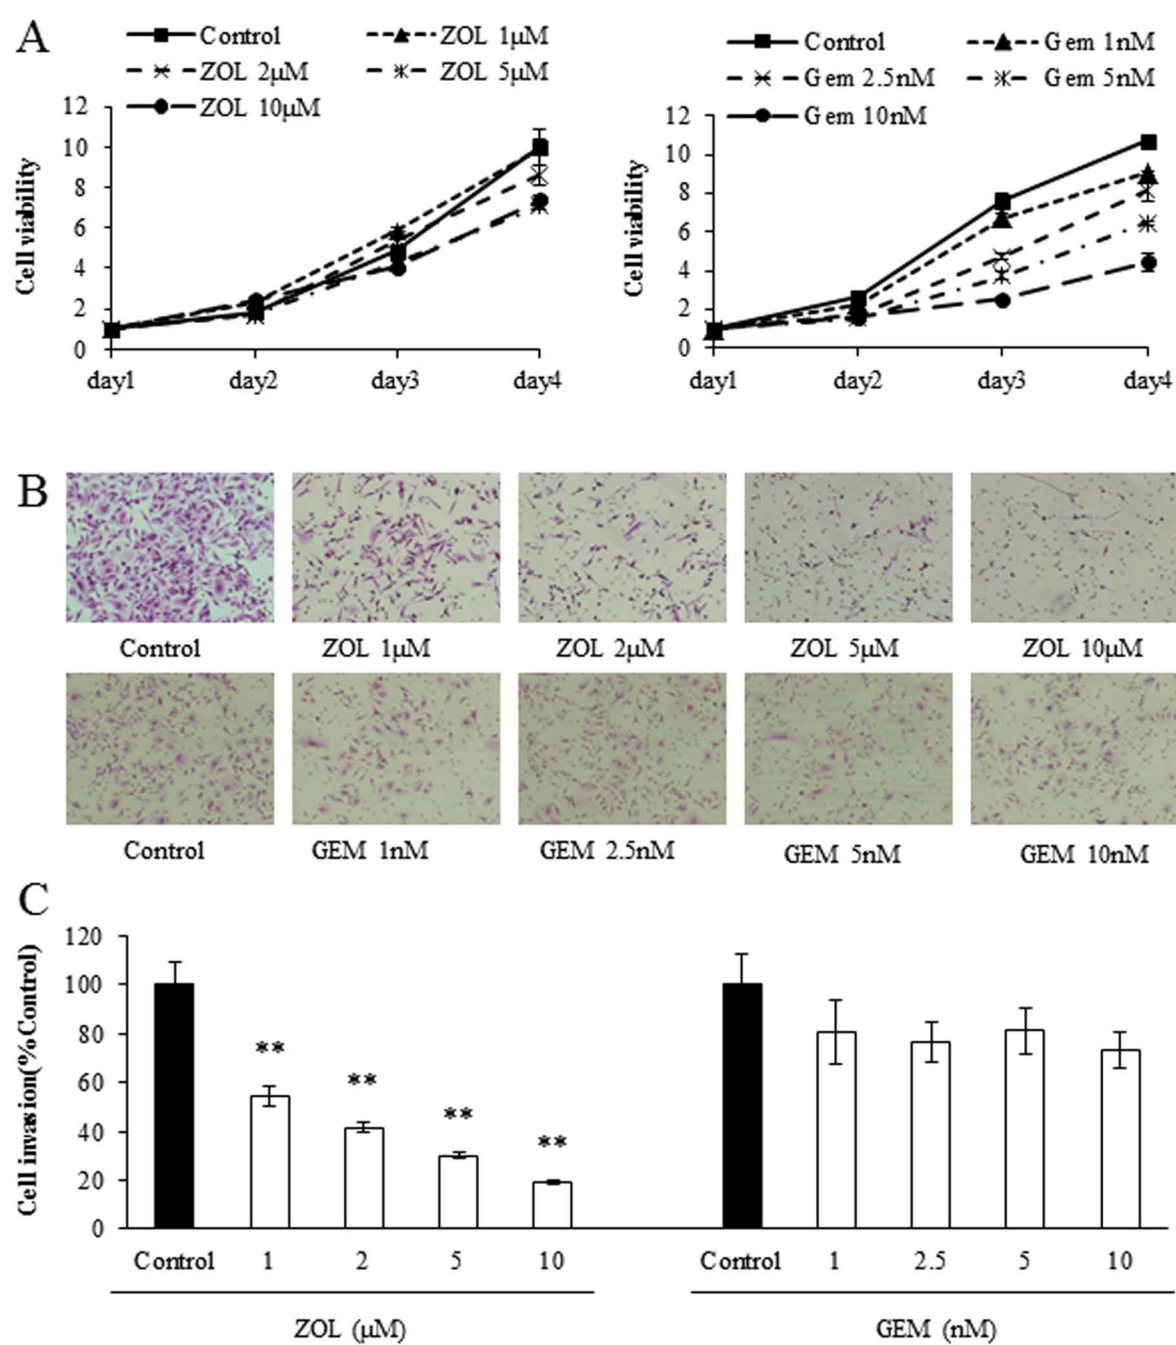 A
Control
ZOL 1μM
ZOL 2μM
ZOL 5μM
ZOL 10μM
Cell viability
12
10
8
6
4
2
0
day1 day2 day3 day4
Control
Gem 1nM
Gem 2.5nM
Gem 5nM
Gem 10nM
Cell viability
12
10
8
6
4
2
0
day1 day2 day3 day4
B
Control ZOL 1μM ZOL 2μM ZOL 5μM ZOL 10μM
Control GEM 1nM GEM 2.5nM GEM 5nM GEM 10nM
C
Cell invasion(%Control)
120
100
80
60
40
20
0
** ** ** **
Control 1 2 5 10 Control 1 2.5 5 10
ZOL (μM) GEM (nM)